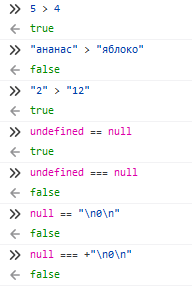 5 > 4
true
"ананас" > "яблоко"
false
"2" > "12"
true
undefined == null
true
undefined === null
false
null == "\n0\n"
false
null === +"\n0\n"
false